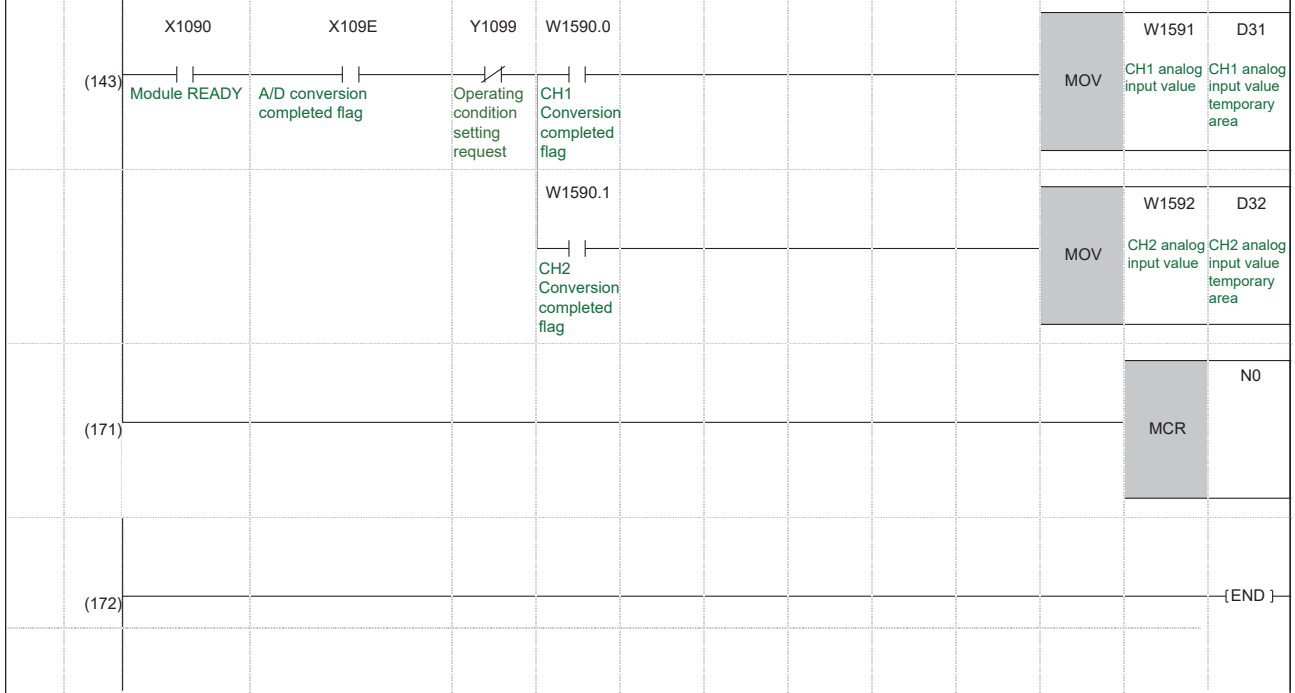 X1090 X109E Y1099 W1590.0 W1591 D31
(143) MOV
Module READY
A/D conversion
completed flag
Operating
condition
setting
request
CH1
Conversion
completed
flag
CH1 analog
input value
CH1 analog
input value
temporary
area
W1590.1 W1592 D32
MOV
CH2
Conversion
completed
flag
CH2 analog
input value
CH2 analog
input value
temporary
area
N0
(171) MCR
(172) [END]